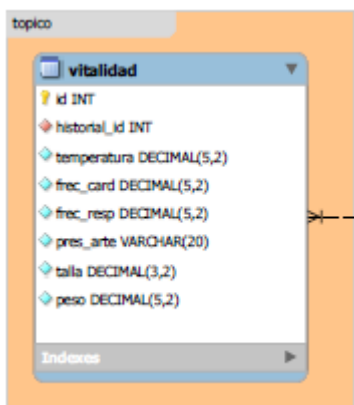 topico
vitalidad
id INT
historial_id INT
temperatura DECIMAL(5,2)
frec_card DECIMAL(5,2)
frec_resp DECIMAL(5,2)
pres_arte VARCHAR(20)
talla DECIMAL(3,2)
peso DECIMAL(5,2)
Indexes